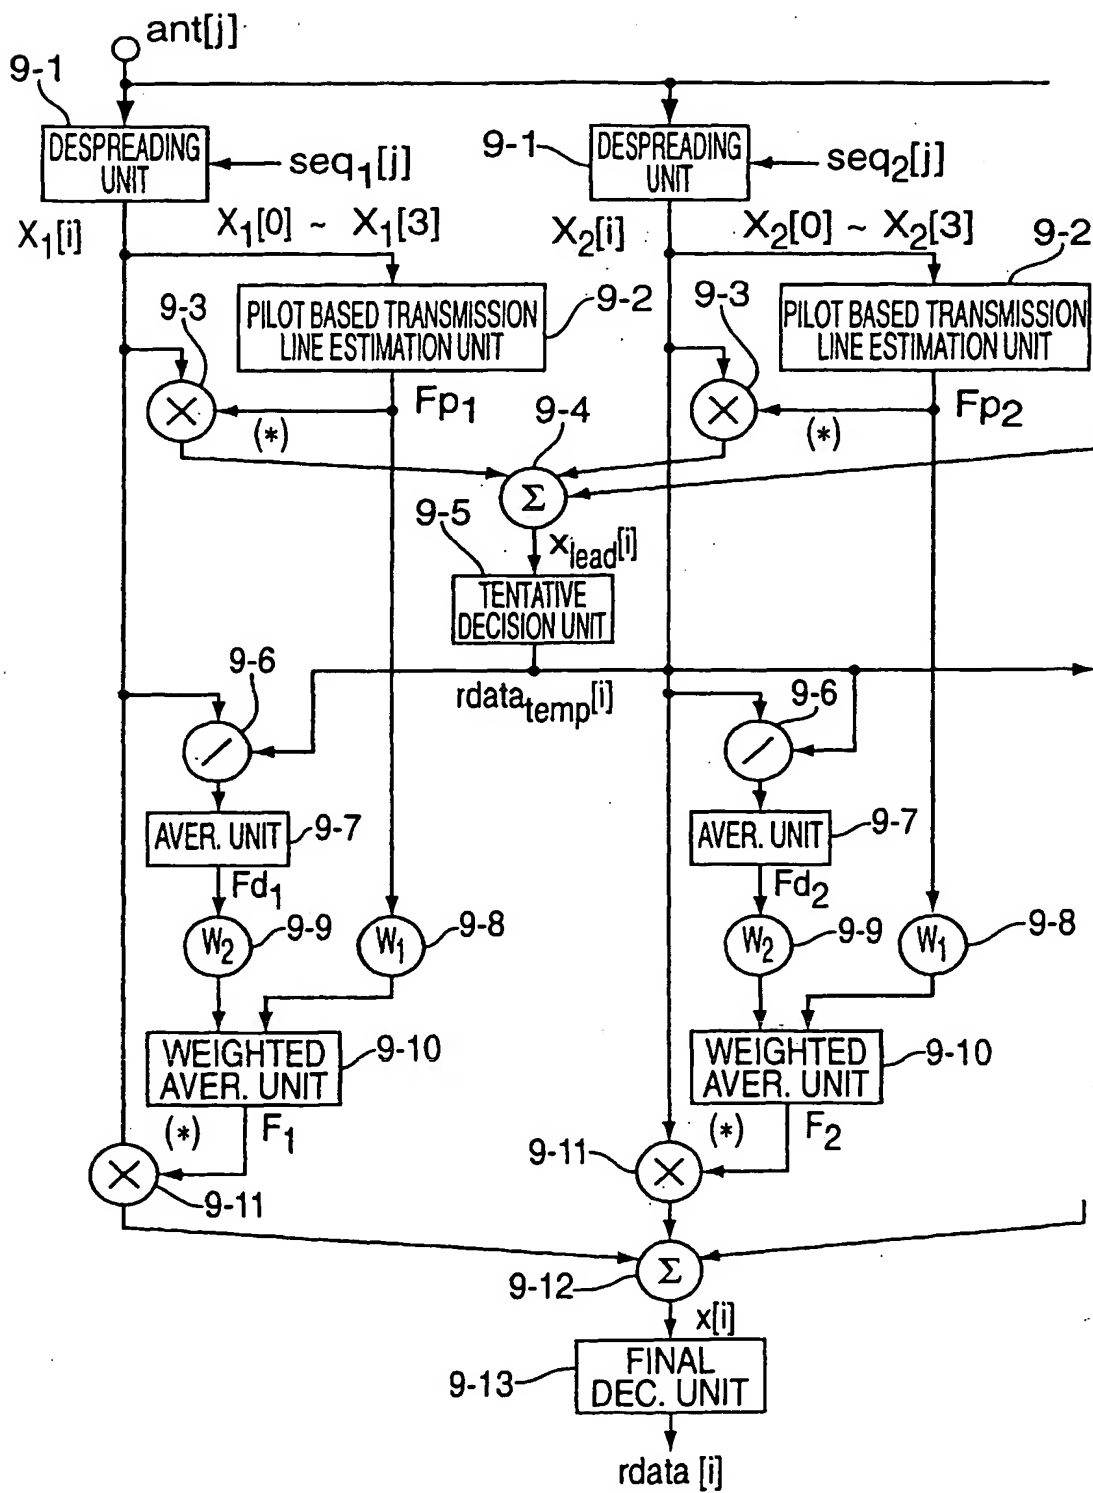 ant[j]
9-1
DESPREADING
UNIT
seq1[j]
9-1
DESPREADING
UNIT
seq2[j]
X1[i]
X1[0] ~ X1[3]
X2[i]
X2[0] ~ X2[3]
9-2
9-3
PILOT BASED TRANSMISSION
LINE ESTIMATION UNIT
9-2
9-3
PILOT BASED TRANSMISSION
LINE ESTIMATION UNIT
×
(*)
Fp1
9-4
×
(*)
Fp2
Σ
9-5
xlead[i]
TENTATIVE
DECISION UNIT
9-6
rdatatemp[i]
9-6
AVER. UNIT
9-7
AVER. UNIT
9-7
Fd1
Fd2
W2
9-9
W1
9-8
W2
9-9
W1
9-8
WEIGHTED
AVER. UNIT
9-10
WEIGHTED
AVER. UNIT
9-10
(*)
F1
(*)
F2
×
9-11
9-11
×
9-12
Σ
x[i]
9-13
FINAL
DEC. UNIT
rdata [i]